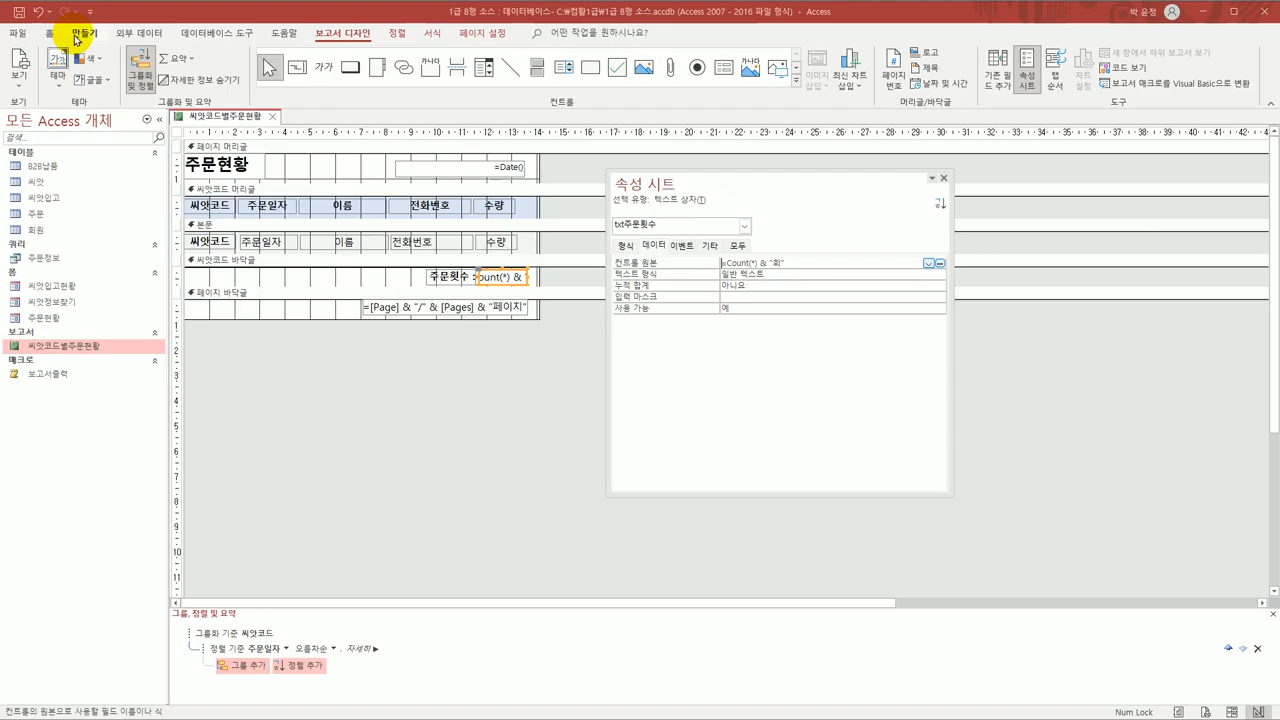 1급 B형 소스 : 데이터베이스- C:￦컴활1급￦1급 B형 소스.accdb (Access 2007 - 2016 파일 형식) - Access
박 윤정
파일 홈 만들기 외부 데이터 데이터베이스 도구 도움말 보고서 디자인 정렬 서식 페이지 설정 어떤 작업을 원하시나요?
보기 테마 색 글꼴 그룹화 및 정렬 요약 자세한 정보 숨기기 가가 이미지 삽입 최신 차트 삽입 페이지 번호 로고 제목 날짜 및 시간 기존 필드 추가 속성 시트 탭 순서 차트 설정 새 창에서 하위 보고서 보기 코드 보기 보고서 매크로를 Visual Basic으로 변환
보기 테마 그룹화 및 요약 컨트롤 머리글/바닥글 도구
모든 Access 개체
검색...
테이블
B2B납품
씨앗
씨앗입고
주문
회원
쿼리
주문정보
폼
씨앗입고현황
씨앗정보찾기
주문현황
보고서
씨앗코드별주문현황
매크로
보고서출력
씨앗코드별주문현황
페이지 머리글
주문현황 =Date()
씨앗코드 머리글
씨앗코드 주문일자 이름 전화번호 수량
본문
씨앗코드 주문일자 이름 전화번호 수량
씨앗코드 바닥글
주문횟수 : ount(*) &
페이지 바닥글
=[Page] & "/" & [Pages] & "페이지"
속성 시트
선택 유형: 텍스트 상자(T)
txt주문횟수
형식 데이터 이벤트 기타 모두
컨트롤 원본 =Count(*) & "회"
텍스트 형식 일반 텍스트
누적 합계 아니요
입력 마스크
사용 가능 예
그룹, 정렬 및 요약
그룹화 기준 씨앗코드
정렬 기준 주문일자 오름차순 , 자세히
그룹 추가 정렬 추가
컨트롤의 원본으로 사용할 필드 이름이나 식
Num Lock